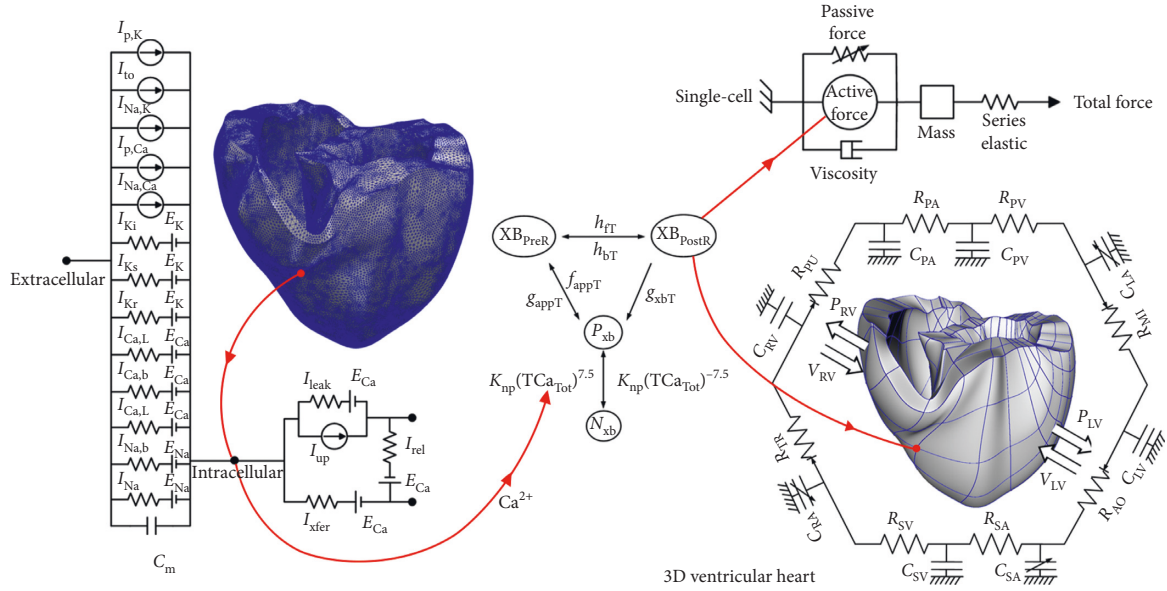 I_p,K
I_to
I_Na,K
I_p,Ca
I_Na,Ca
I_Ki E_K
I_Ks E_K
I_Kr E_K
I_Ca,L E_Ca
I_Ca,b E_Ca
I_Ca,L E_Ca
I_Na,b E_Na
I_Na E_Na
C_m
Extracellular
Intracellular
I_leak E_Ca
I_up
I_rel
E_Ca
I_xfer E_Ca
Ca^2+
XB_PreR
h_fT
h_bT
XB_PostR
f_appT
g_appT
g_xbT
P_xb
K_np(TCa_Tot)^7.5 K_np(TCa_Tot)^−7.5
N_xb
Passive
force
Single-cell
Active
force
Mass
Series
elastic
Total force
Viscosity
R_PA R_PV
C_PA C_PV
R_PU
C_LA
R_MI
C_RV
P_RV
V_RV
P_LV
V_LV
C_LV
R_TR
R_AO
C_RA
R_SV R_SA
C_SV C_SA
3D ventricular heart